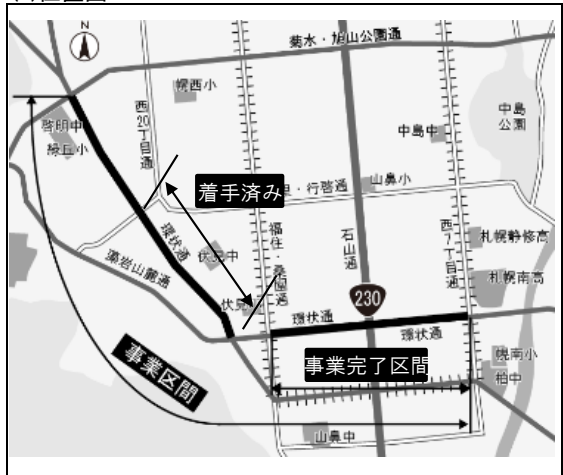 N
菊水・旭山公園通
幌西小
西20丁目通
啓明中
緑丘小
中島公園
中島中
着手済み
・行啓通
山鼻小
環状通
伏見中
福住・桑園通
石山通
西7丁目通
札幌静修高
札幌南高
藻岩山麓通
伏見
230
環状通
環状通
事業区間
事業完了区間
幌南小
柏中
山鼻中